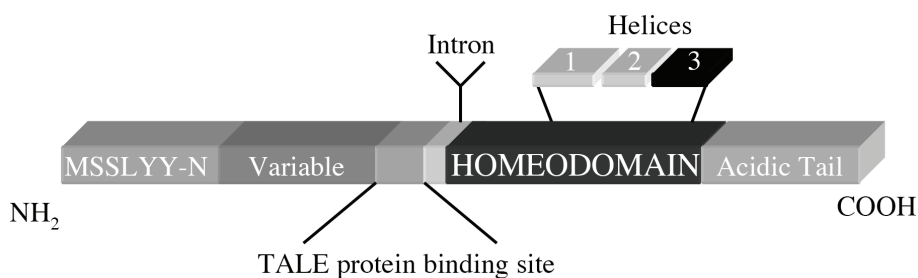 Helices
Intron
1 2 3
MSSLYY-N Variable HOMEODOMAIN Acidic Tail
NH₂
COOH
TALE protein binding site